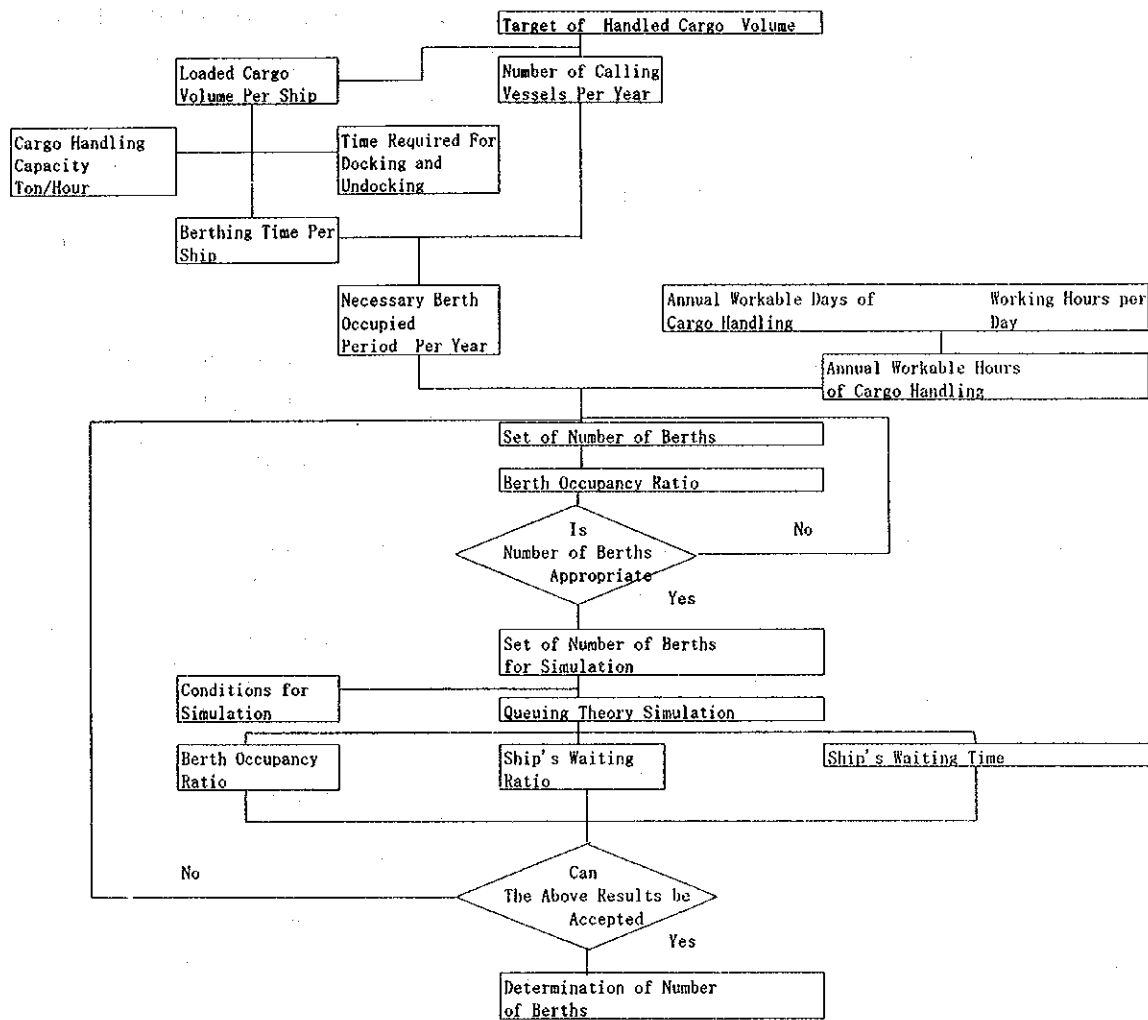 Target of Handled Cargo Volume
Loaded Cargo
Volume Per Ship
Number of Calling
Vessels Per Year
Cargo Handling
Capacity
Ton/Hour
Time Required For
Docking and
Undocking
Berthing Time Per
Ship
Necessary Berth
Occupied
Period Per Year
Annual Workable Days of
Cargo Handling
Working Hours per
Day
Annual Workable Hours
of Cargo Handling
Set of Number of Berths
Berth Occupancy Ratio
Is
Number of Berths
Appropriate
No
Yes
Set of Number of Berths
for Simulation
Conditions for
Simulation
Queuing Theory Simulation
Berth Occupancy
Ratio
Ship's Waiting
Ratio
Ship's Waiting Time
Can
The Above Results be
Accepted
No
Yes
Determination of Number
of Berths